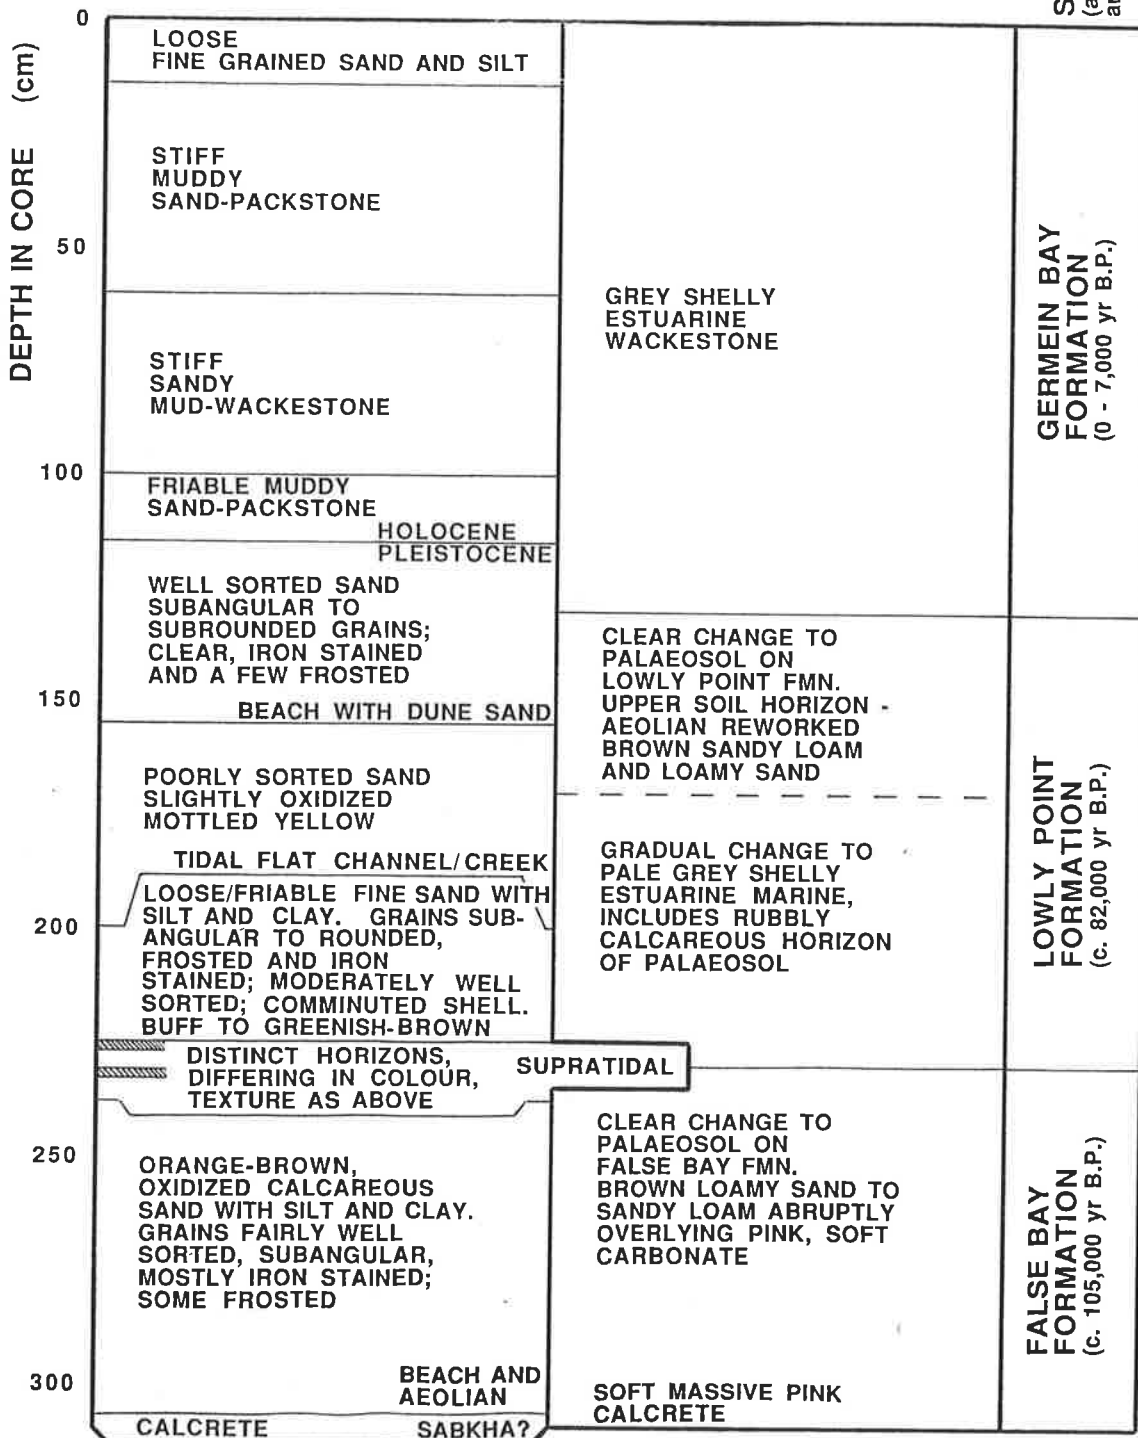 0
50
100
150
200
250
300
DEPTH IN CORE (cm)
LOOSE
FINE GRAINED SAND AND SILT
STIFF
MUDDY
SAND-PACKSTONE
STIFF
SANDY
MUD-WACKESTONE
FRIABLE MUDDY
SAND-PACKSTONE
HOLOCENE
PLEISTOCENE
WELL SORTED SAND
SUBANGULAR TO
SUBROUNDED GRAINS;
CLEAR, IRON STAINED
AND A FEW FROSTED
BEACH WITH DUNE SAND
POORLY SORTED SAND
SLIGHTLY OXIDIZED
MOTTLED YELLOW
TIDAL FLAT CHANNEL/CREEK
LOOSE/FRIABLE FINE SAND WITH
SILT AND CLAY. GRAINS SUB-
ANGULAR TO ROUNDED,
FROSTED AND IRON
STAINED; MODERATELY WELL
SORTED; COMMINUTED SHELL.
BUFF TO GREENISH-BROWN
DISTINCT HORIZONS,
DIFFERING IN COLOUR,
TEXTURE AS ABOVE
SUPRATIDAL
ORANGE-BROWN,
OXIDIZED CALCAREOUS
SAND WITH SILT AND CLAY.
GRAINS FAIRLY WELL
SORTED, SUBANGULAR,
MOSTLY IRON STAINED;
SOME FROSTED
BEACH AND
AEOLIAN
CALCRETE SABKHA?
GREY SHELLY
ESTUARINE
WACKESTONE
CLEAR CHANGE TO
PALAEOSOL ON
LOWLY POINT FMN.
UPPER SOIL HORIZON -
AEOLIAN REWORKED
BROWN SANDY LOAM
AND LOAMY SAND
GRADUAL CHANGE TO
PALE GREY SHELLY
ESTUARINE MARINE,
INCLUDES RUBBLY
CALCAREOUS HORIZON
OF PALAEOSOL
CLEAR CHANGE TO
PALAEOSOL ON
FALSE BAY FMN.
BROWN LOAMY SAND TO
SANDY LOAM ABRUPTLY
OVERLYING PINK, SOFT
CARBONATE
SOFT MASSIVE PINK
CALCRETE
GERMEIN BAY
FORMATION
(0 - 7,000 yr B.P.)
LOWLY POINT
FORMATION
(c. 82,000 yr B.P.)
FALSE BAY
FORMATION
(c. 105,000 yr B.P.)